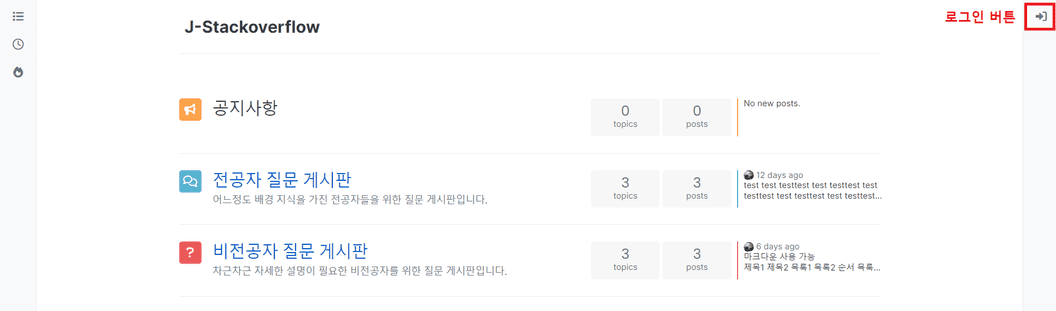 로그인 버튼
J-Stackoverflow
공지사항
0
topics
0
posts
No new posts.
전공자 질문 게시판
어느정도 배경 지식을 가진 전공자들을 위한 질문 게시판입니다.
3
topics
3
posts
12 days ago
test test testtest test testtest test
testtest test testtest test testtest...
비전공자 질문 게시판
차근차근 자세한 설명이 필요한 비전공자를 위한 질문 게시판입니다.
3
topics
3
posts
6 days ago
마크다운 사용 가능
제목1 제목2 목록1 목록2 순서 목록...